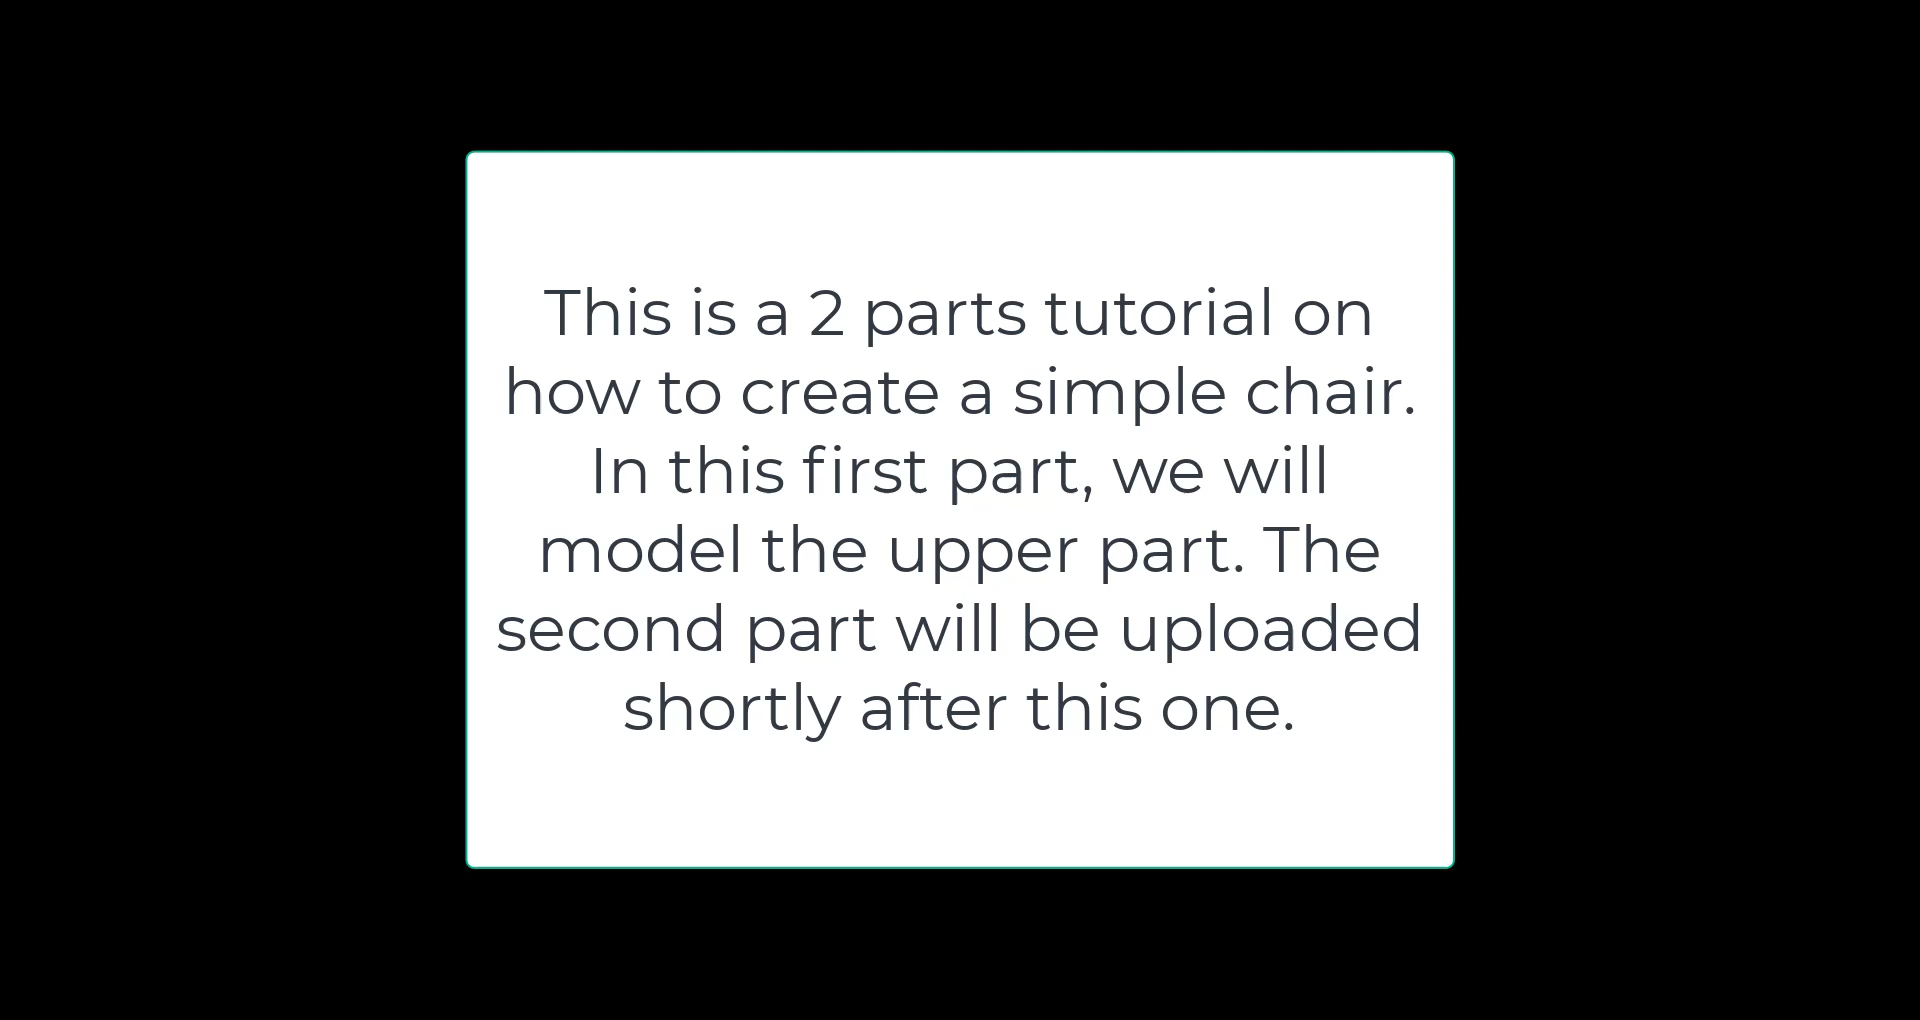 This is a 2 parts tutorial on
how to create a simple chair.
In this first part, we will
model the upper part. The
second part will be uploaded
shortly after this one.